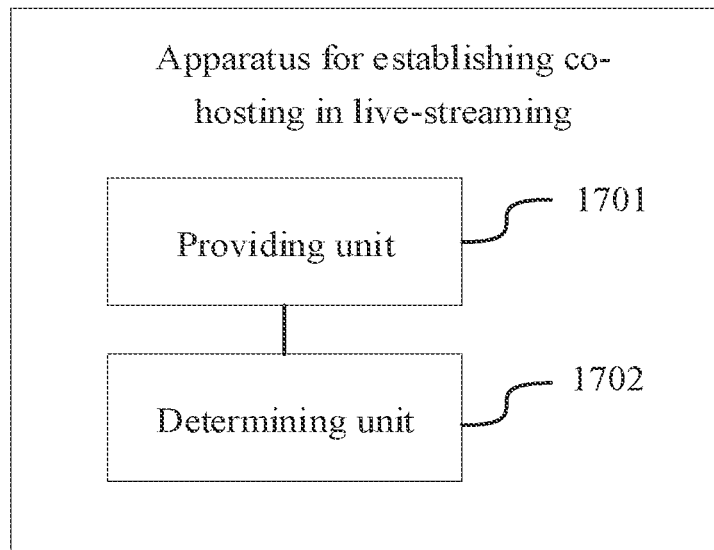 Apparatus for establishing co-
hosting in live-streaming
1701
Providing unit
1702
Determining unit